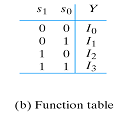 s1 s0 Y
0 0 I0
0 1 I1
1 0 I2
1 1 I3
(b) Function table